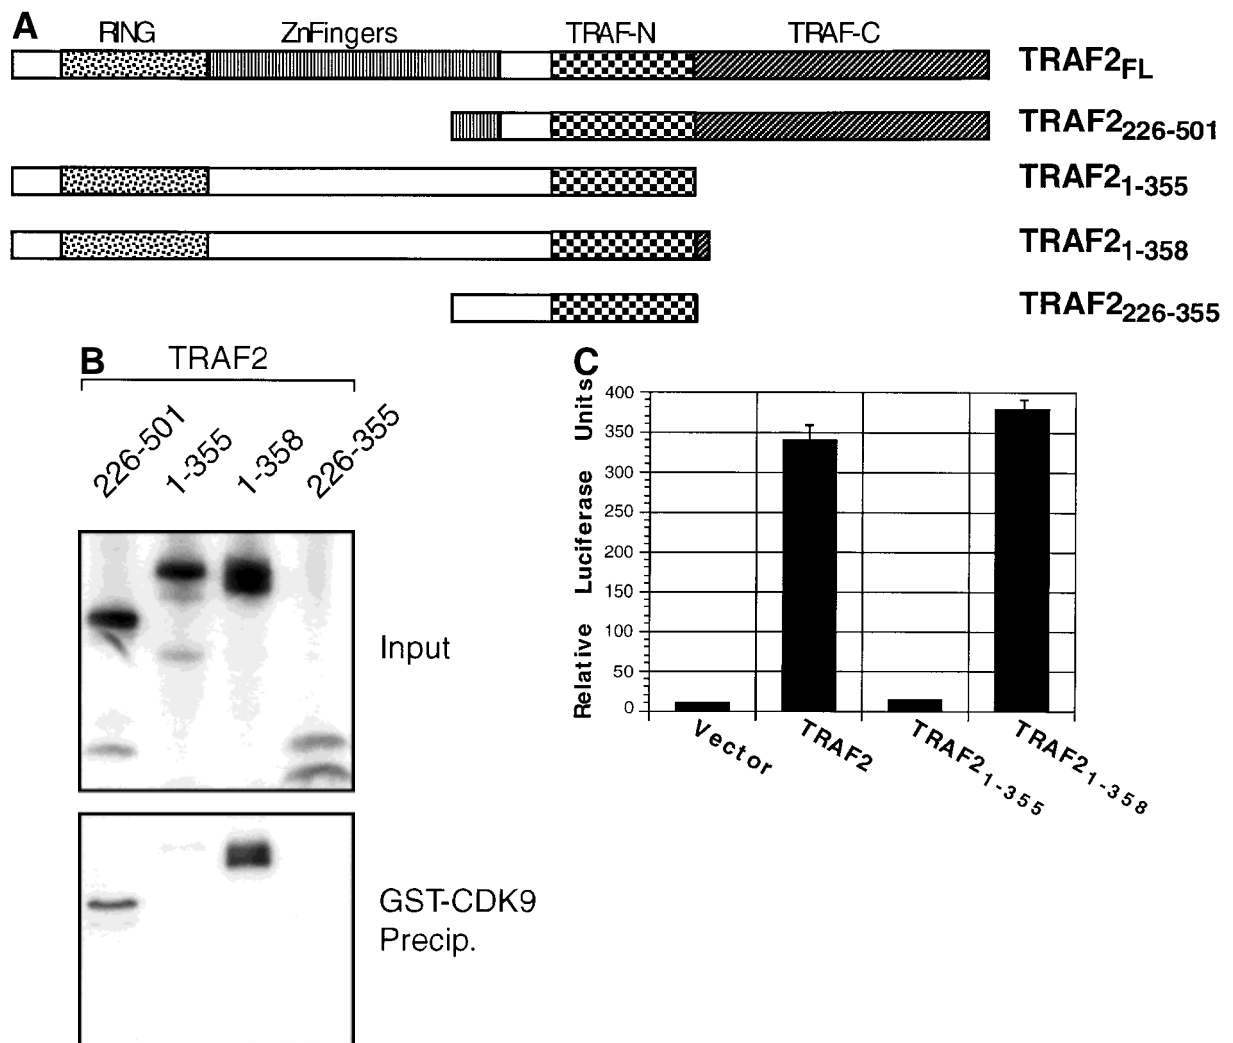 A
RING ZnFingers TRAF-N TRAF-C
TRAF2FL
TRAF2226-501
TRAF21-355
TRAF21-358
TRAF2226-355
B
TRAF2
226-501 1-355 1-358 226-355
Input
GST-CDK9
Precip.
C
Relative Luciferase Units
400
350
300
250
200
150
100
50
0
Vector TRAF2 TRAF21-355 TRAF21-358